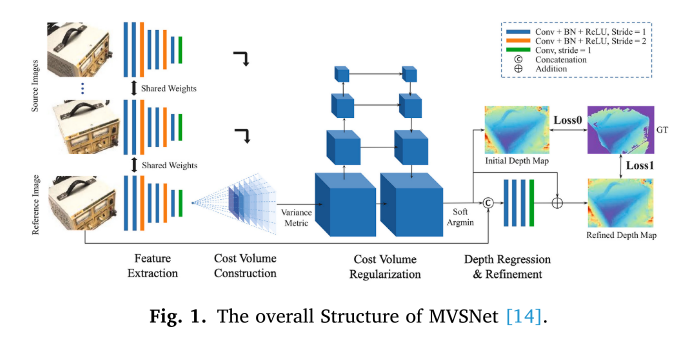 Conv + BN + ReLU, Stride = 1
Conv + BN + ReLU, Stride = 2
Conv, stride = 1
C Concatenation
Addition
Source Images
Shared Weights
Shared Weights
Reference Image
Variance
Metric
Soft
Argmin
C
Initial Depth Map
Loss0
GT
Loss1
Refined Depth Map
Feature
Extraction
Cost Volume
Construction
Cost Volume
Regularization
Depth Regression
& Refinement
Fig. 1. The overall Structure of MVSNet [14].